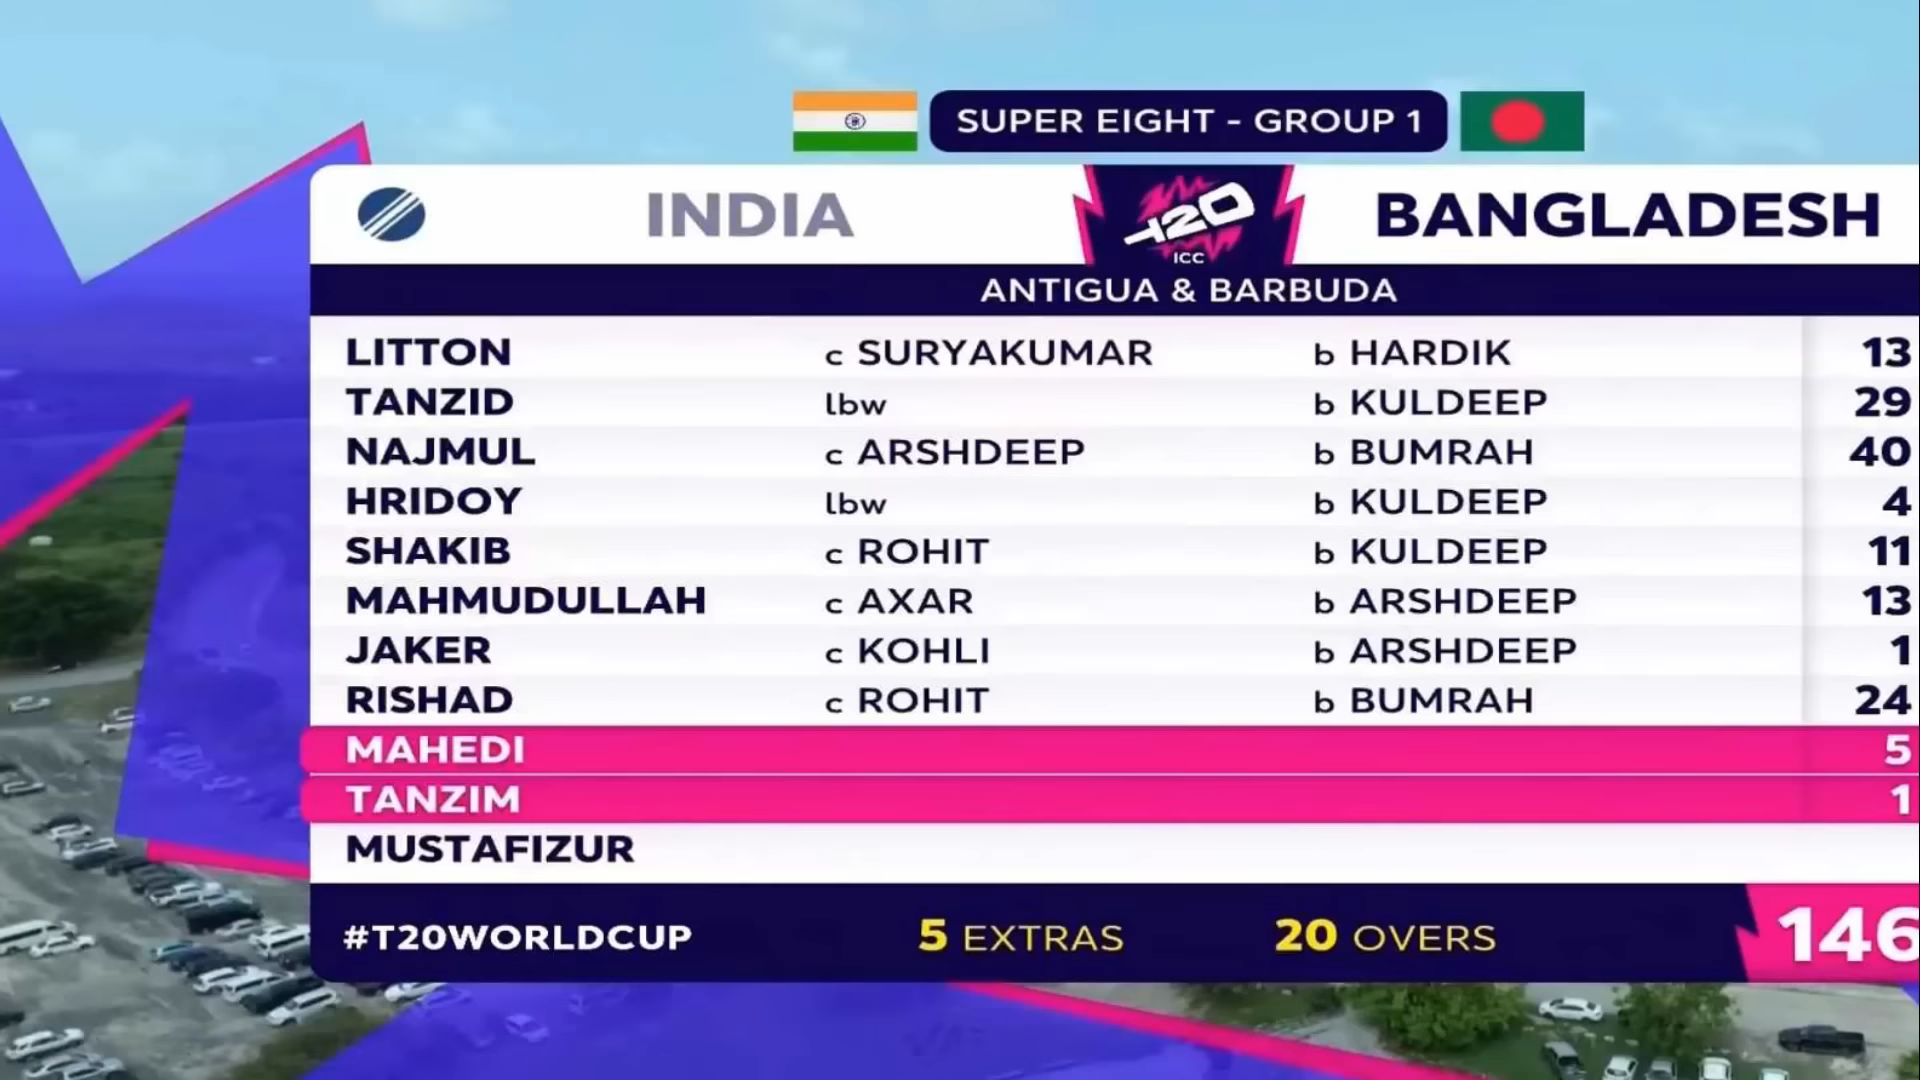 SUPER EIGHT - GROUP 1
INDIA T20 ICC BANGLADESH
ANTIGUA & BARBUDA
LITTON c SURYAKUMAR b HARDIK 13
TANZID lbw b KULDEEP 29
NAJMUL c ARSHDEEP b BUMRAH 40
HRIDOY lbw b KULDEEP 4
SHAKIB c ROHIT b KULDEEP 11
MAHMUDULLAH c AXAR b ARSHDEEP 13
JAKER c KOHLI b ARSHDEEP 1
RISHAD c ROHIT b BUMRAH 24
MAHEDI 5
TANZIM 1
MUSTAFIZUR
#T20WORLDCUP 5 EXTRAS 20 OVERS 146